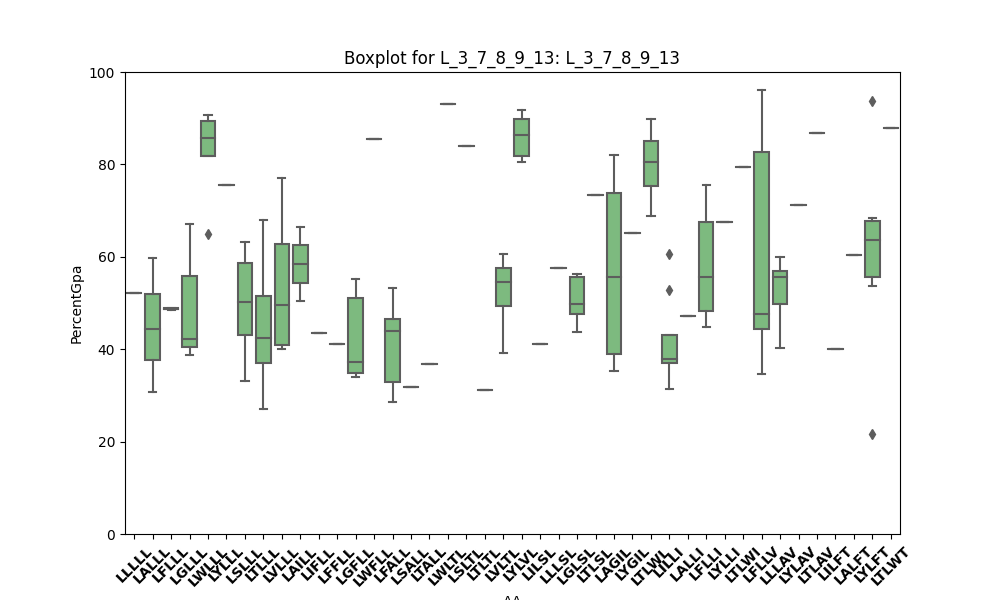 Boxplot for L_3_7_8_9_13: L_3_7_8_9_13
100
80
60
40
20
0
PercentGpa
LLLLL LALLL LFLLL LGLLL LWLLL LYLLL LSLLL LTLLL LVLLL LAILL LIFLL LFFLL LGFLL LWFLL LFALL LSALL LTALL LWLTL LSLTL LTLTL LVLTL LYLVL LILSL LLLSL LGLSL LTLSL LAGIL LYGIL LTLWL LILLI LALLI LFLLI LYLLI LTLWI LFLLV LLLAV LYLAV LTLAV LILFT LALFT LYLFT LTLWT
AA